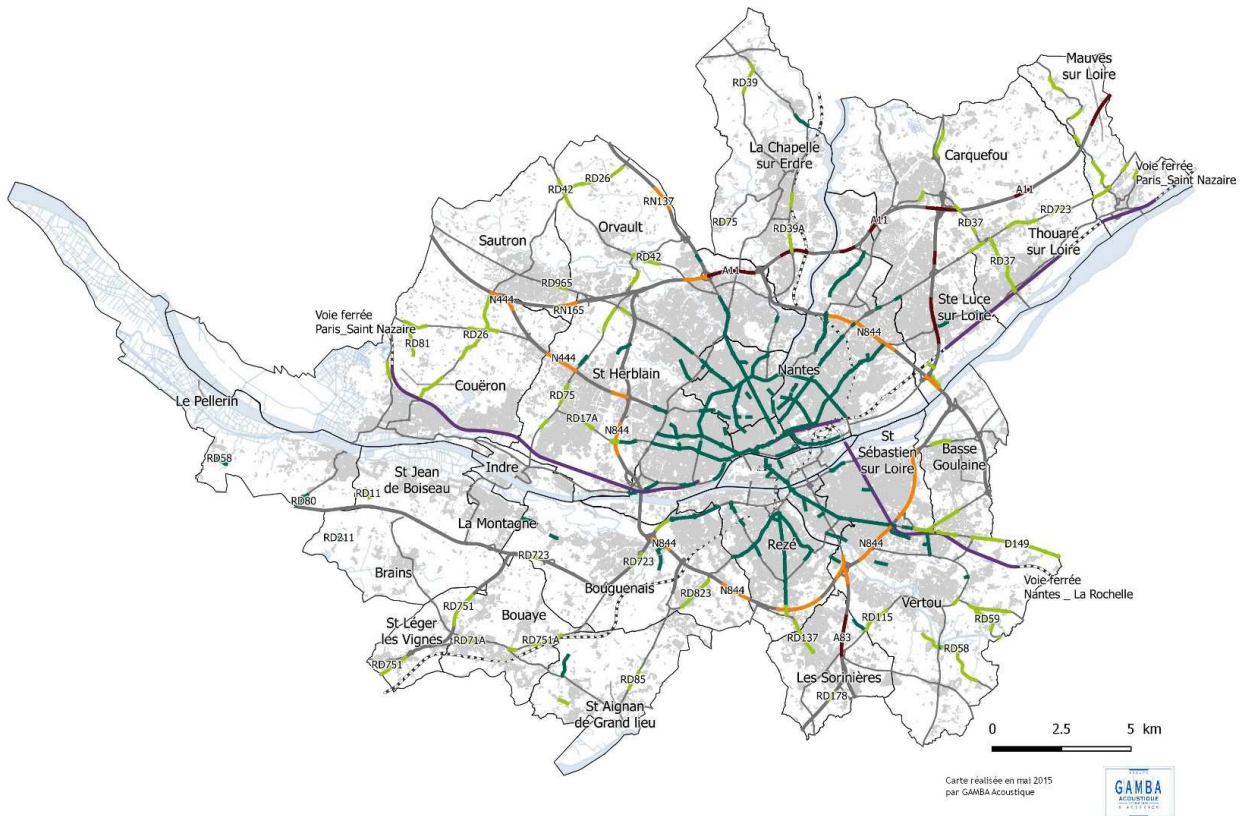 Mauves
sur Loire
RD39
La Chapelle
sur Erdre
Carquefou
Voie ferrée
Paris_Saint Nazaire
RD42
RD26
RN137
A11
RD723
RD75
RD39A
A11
RD37
Thouaré
sur Loire
Orvault
Sautron
RD42
RD37
A11
RD965
N444
RN165
Ste Luce
sur Loire
Voie ferrée
Paris_Saint Nazaire
RD81
RD26
N844
N444
St Herblain
Nantes
Couëron
Le Pellerin
RD75
RD17A
N844
St
Sébastien
sur Loire
Basse
Goulaine
RD58
St Jean
de Boiseau
Indre
RD80
RD11
La Montagne
RD211
N844
Rezé
N844
D149
RD723
RD723
Brains
Bouguenais
Voie ferrée
Nantes _ La Rochelle
RD823
N844
Vertou
RD751
Bouaye
RD59
St Léger
les Vignes
RD71A
RD751A
RD137
A83
RD115
RD58
RD751
RD85
Les Sorinières
RD178
St Aignan
de Grand lieu
0 2.5 5 km
Carte réalisée en mai 2015
par GAMBA Acoustique
GAMBA
ACOUSTIQUE